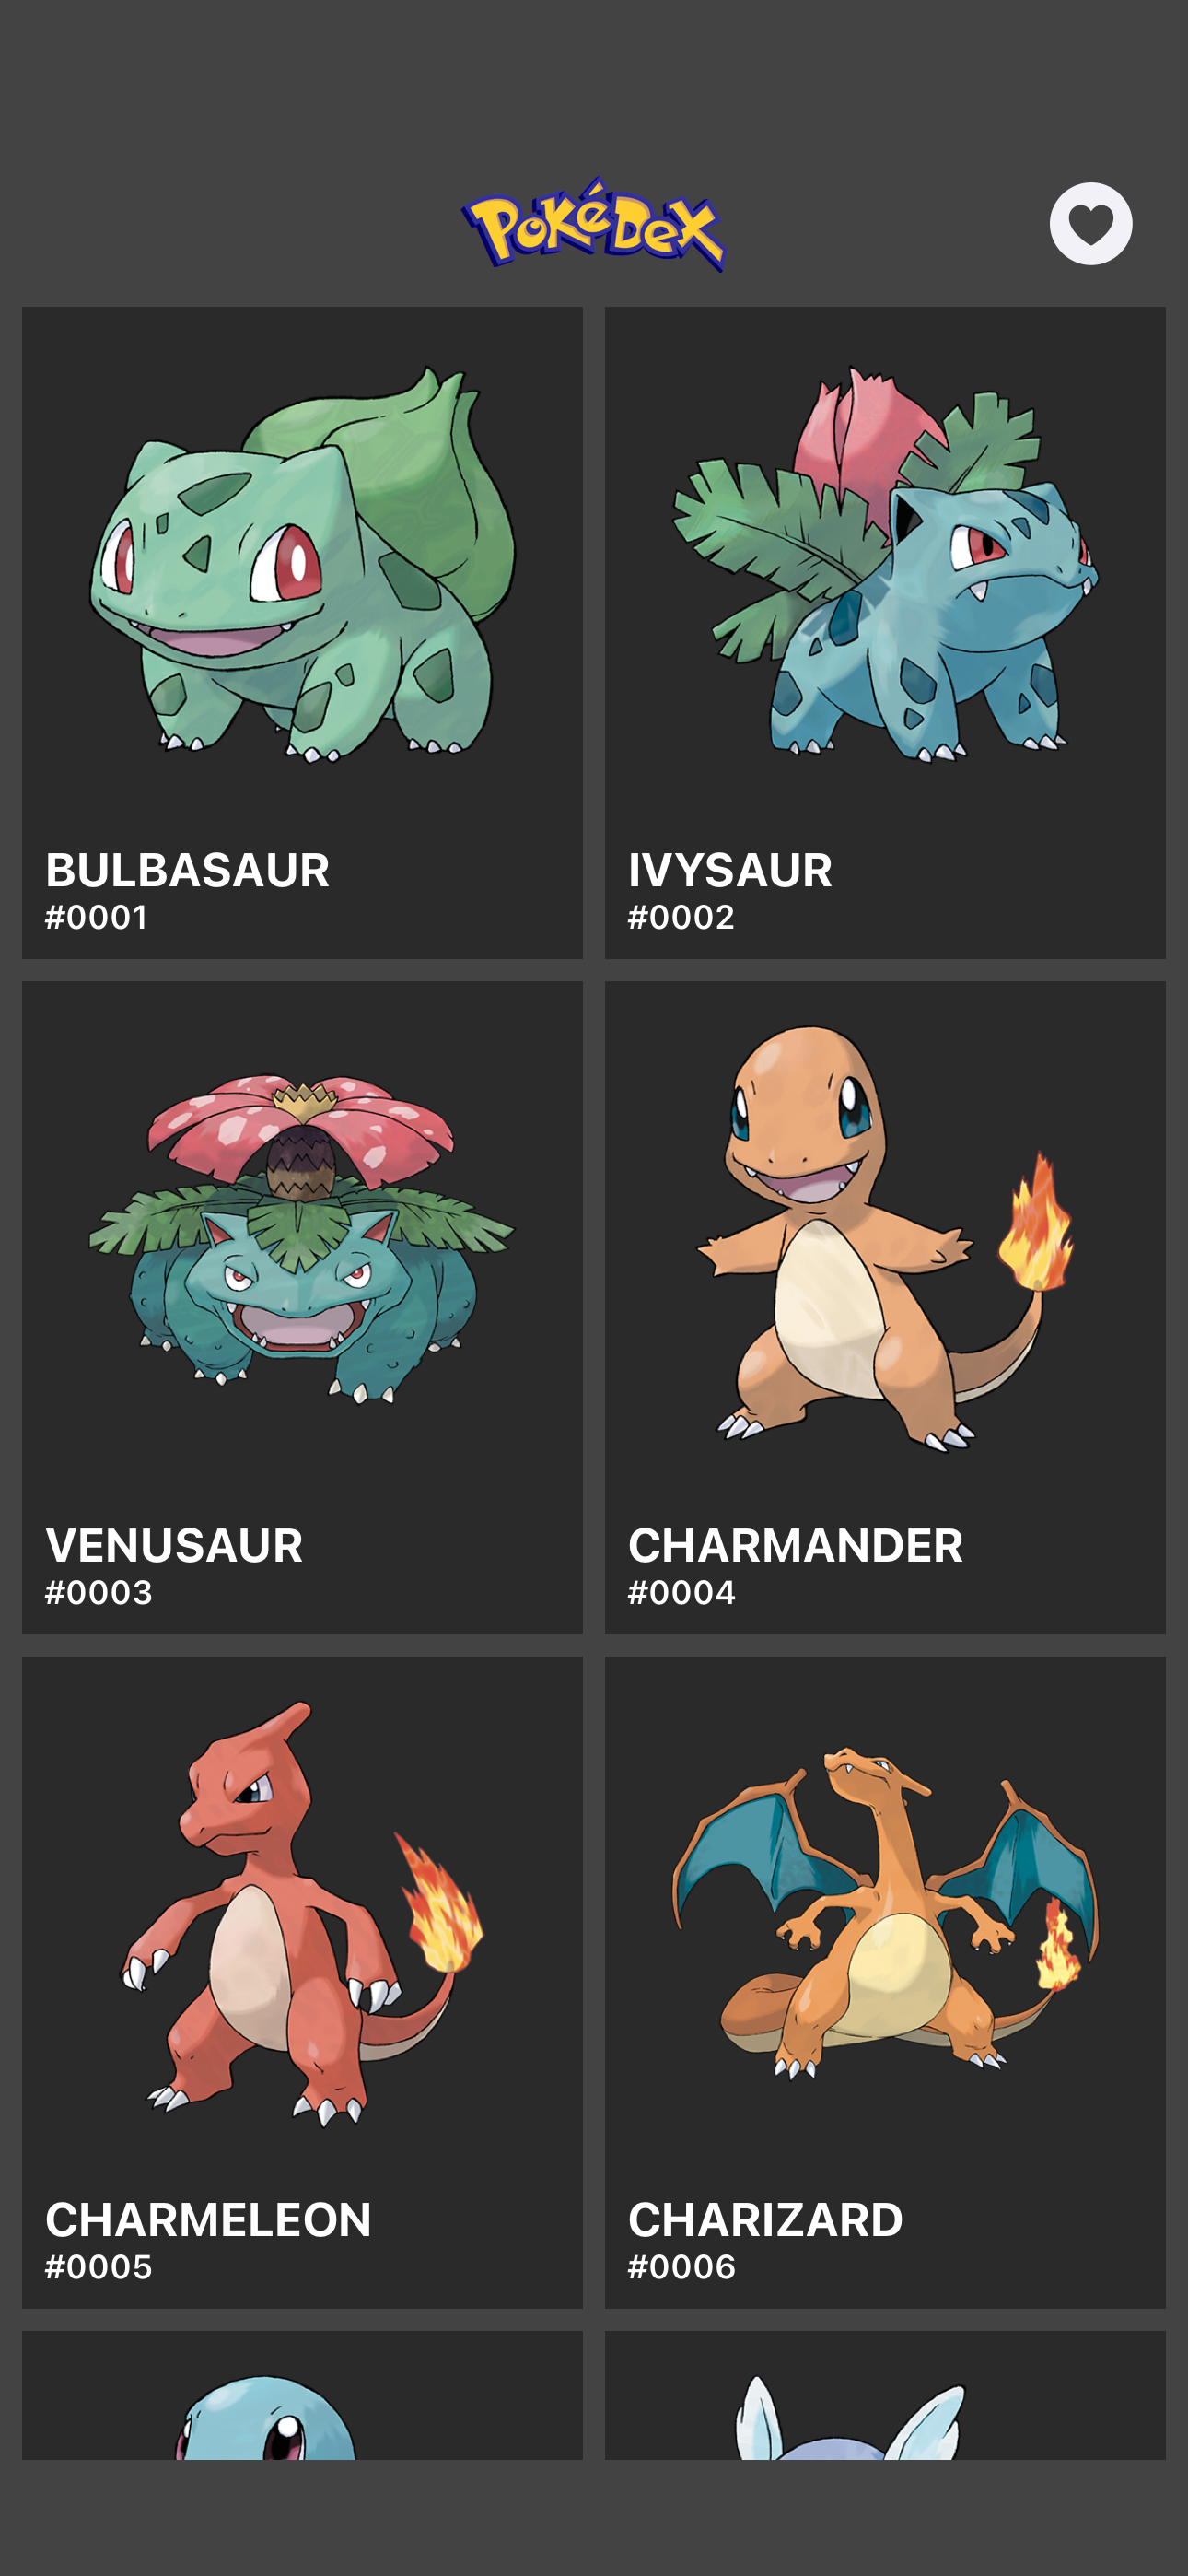 PoKéDeX
BULBASAUR
#0001
IVYSAUR
#0002
VENUSAUR
#0003
CHARMANDER
#0004
CHARMELEON
#0005
CHARIZARD
#0006